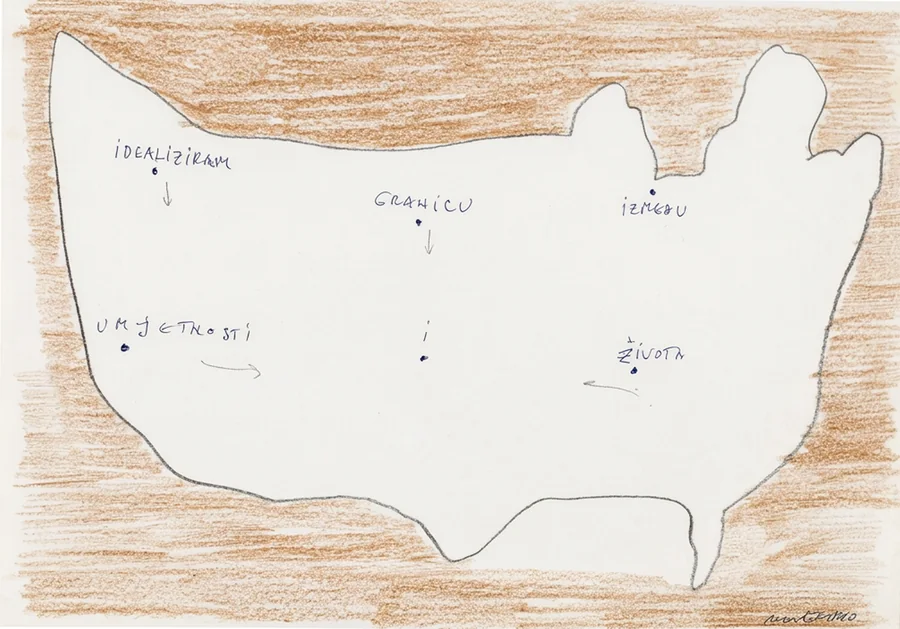 IDEALIZIRAM
GRANICU
IZMEĐU
UMJETNOSTI
I
ŽIVOTA